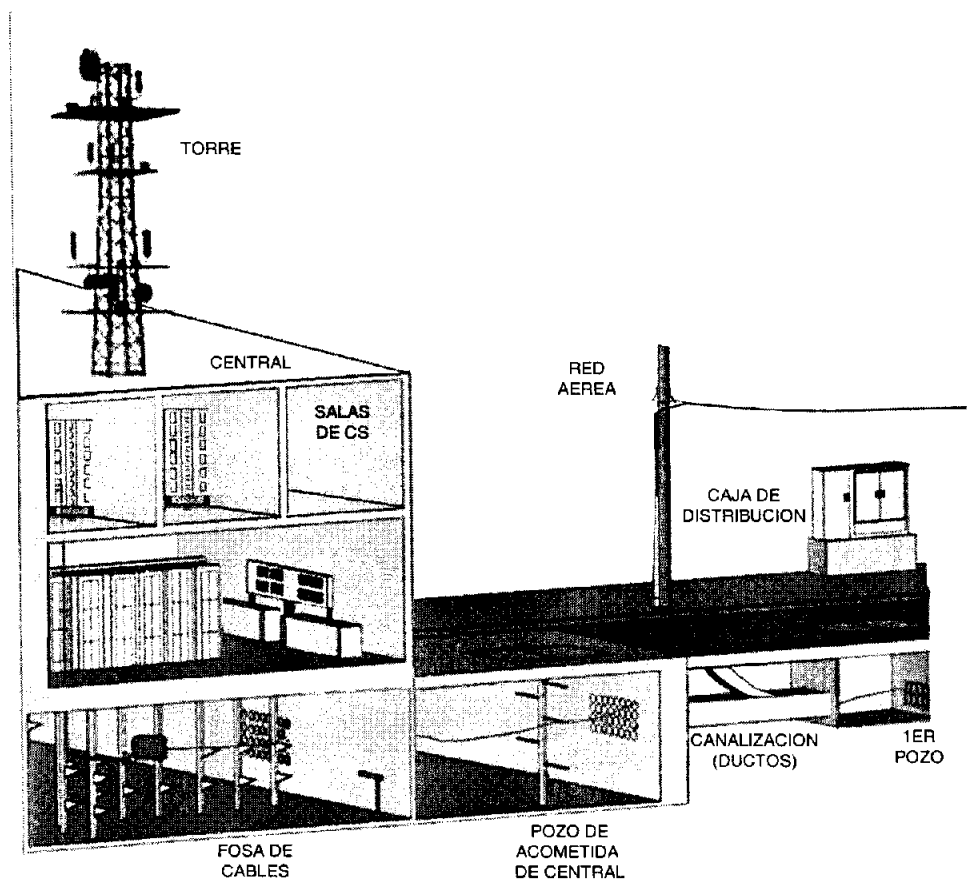 TORRE
CENTRAL
SALAS
DE CS
RED
AEREA
CAJA DE
DISTRIBUCION
CANALIZACION
(DUCTOS)
1ER
POZO
FOSA DE
CABLES
POZO DE
ACOMETIDA
DE CENTRAL